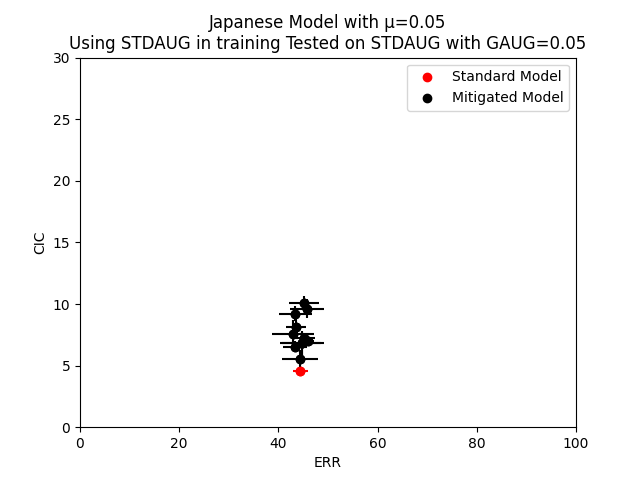 Japanese Model with μ=0.05
Using STDAUG in training Tested on STDAUG with GAUG=0.05
Standard Model
Mitigated Model
30
25
20
15
10
5
0
CIC
0 20 40 60 80 100
ERR